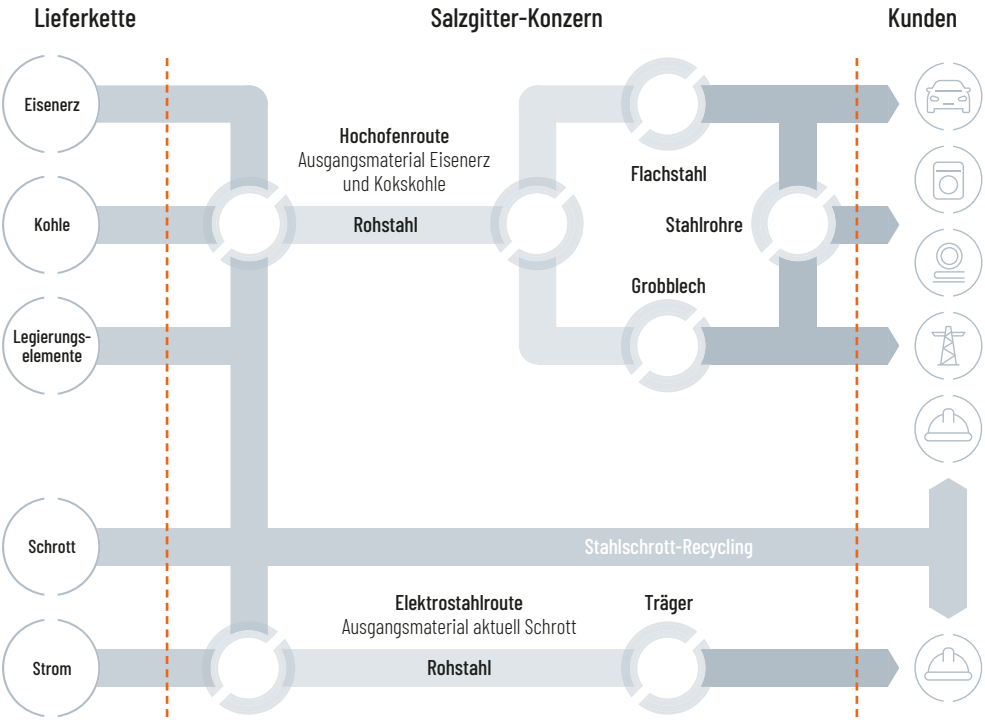 Lieferkette
Salzgitter-Konzern
Kunden
Eisenerz
Hochofenroute
Ausgangsmaterial Eisenerz
und Kokskohle
Flachstahl
Kohle
Rohstahl
Stahlrohre
Grobblech
Legierungs-
elemente
Schrott
Stahlschrott-Recycling
Elektrostahlroute
Ausgangsmaterial aktuell Schrott
Träger
Strom
Rohstahl